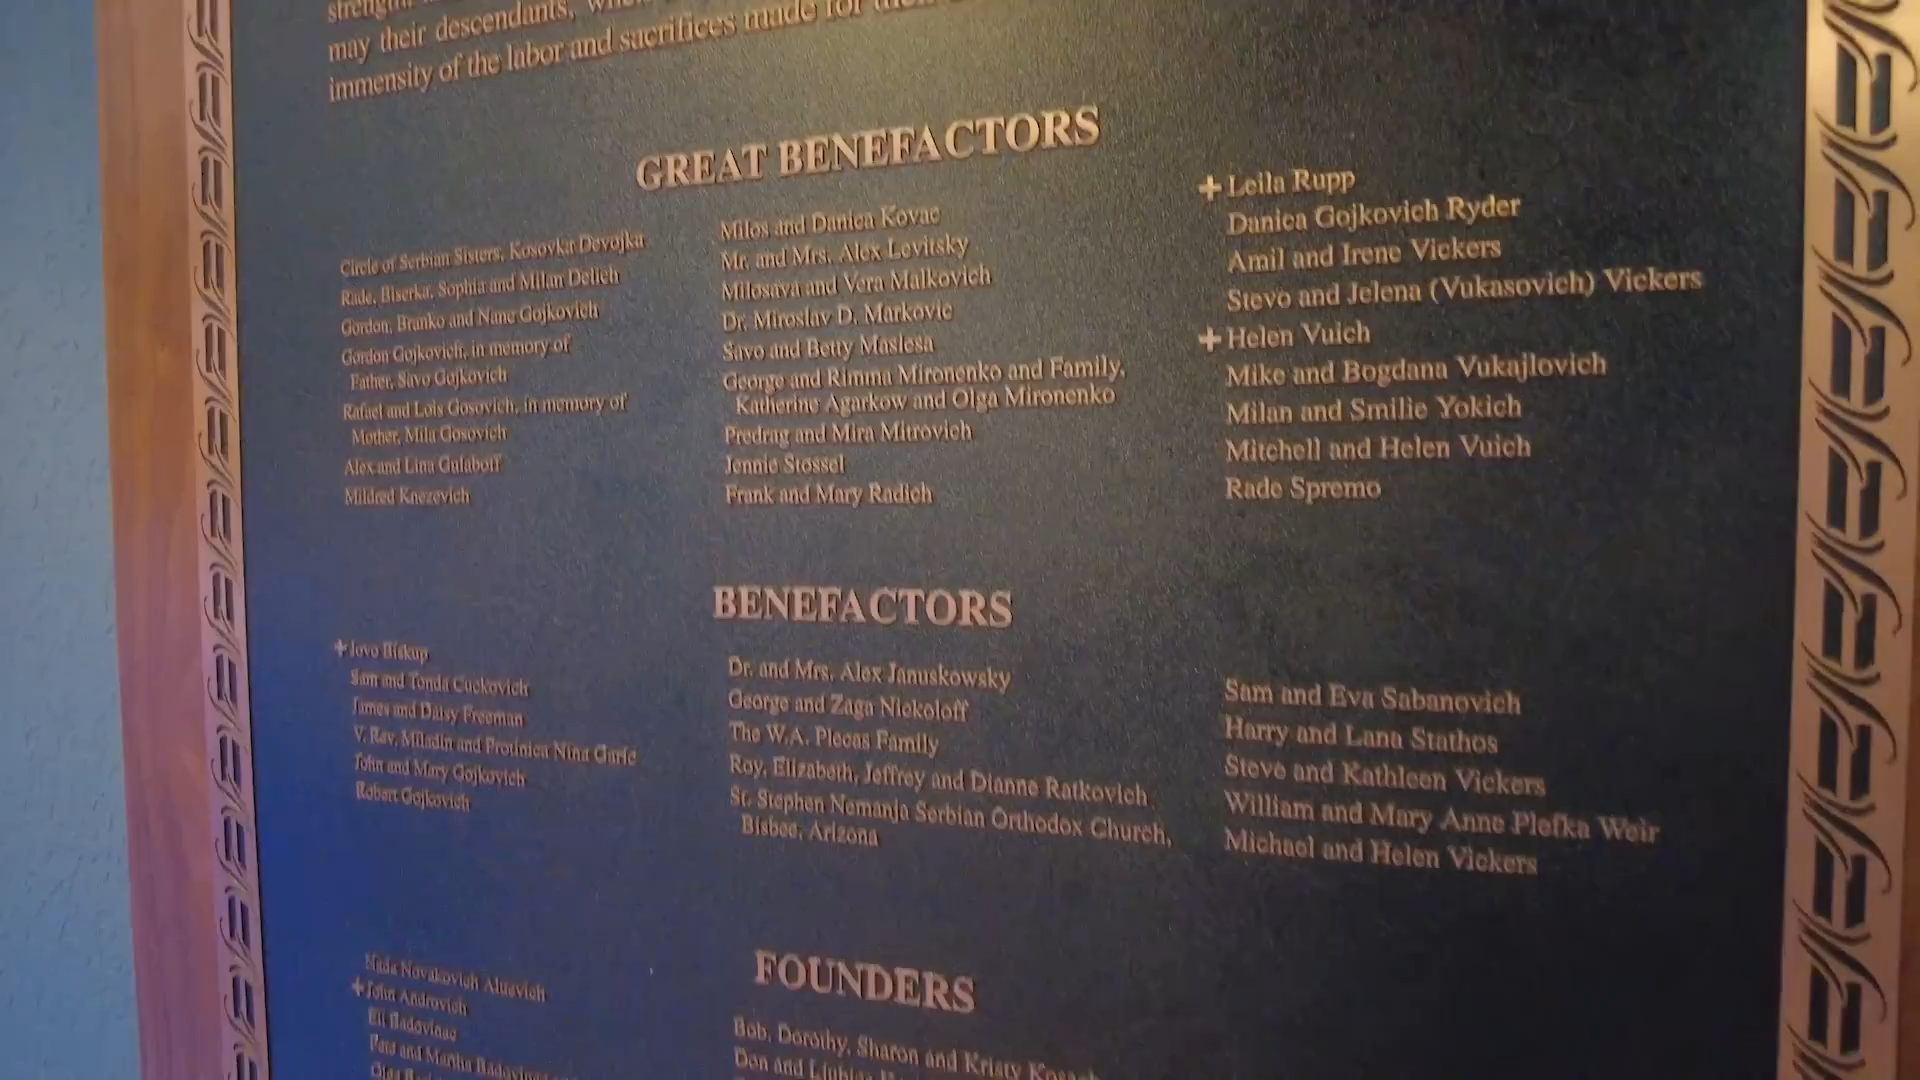 may their descendants,
immensity of the labor and sacrifices made for
GREAT BENEFACTORS
Circle of Serbian Sisters, Kosovka Devojka
Rade, Biserka, Sophia and Milan Delich
Gordon, Branko and Nane Gojkovich
Gordon Gojkovich, in memory of
Father, Savo Gojkovich
Rafael and Lois Gosovich, in memory of
Mother, Mila Gosovich
Alex and Lina Gulaboff
Mildred Knezevich
Milos and Danica Kovac
Mr. and Mrs. Alex Levitsky
Milosava and Vera Malkovich
Dr. Miroslav D. Markovic
Savo and Betty Maslesa
George and Rimma Mironenko and Family,
Katherine Agarkow and Olga Mironenko
Predrag and Mira Mitrovich
Jennie Stossel
Frank and Mary Radich
+ Leila Rupp
Danica Gojkovich Ryder
Amil and Irene Vickers
Stevo and Jelena (Vukasovich) Vickers
+ Helen Vuich
Mike and Bogdana Vukajlovich
Milan and Smilie Yokich
Mitchell and Helen Vuich
Rade Spremo
BENEFACTORS
+ Jovo Biskup
Sam and Tonda Cuckovich
James and Daisy Freeman
V. Rev. Miladin and Protinica Nina Garic
John and Mary Gojkovich
Robert Gojkovich
Dr. and Mrs. Alex Januskowsky
George and Zaga Nickoloff
The W.A. Plecas Family
Roy, Elizabeth, Jeffrey and Dianne Ratkovich
St. Stephen Nemanja Serbian Orthodox Church,
Bisbee, Arizona
Sam and Eva Sabanovich
Harry and Lana Stathos
Steve and Kathleen Vickers
William and Mary Anne Plefka Weir
Michael and Helen Vickers
FOUNDERS
Nada Novakovich Aluevich
+ John Androvich
Eli Badovinac
Pete and Martha Badovinac
Bob, Dorothy, Sharon and Kristy
Don and